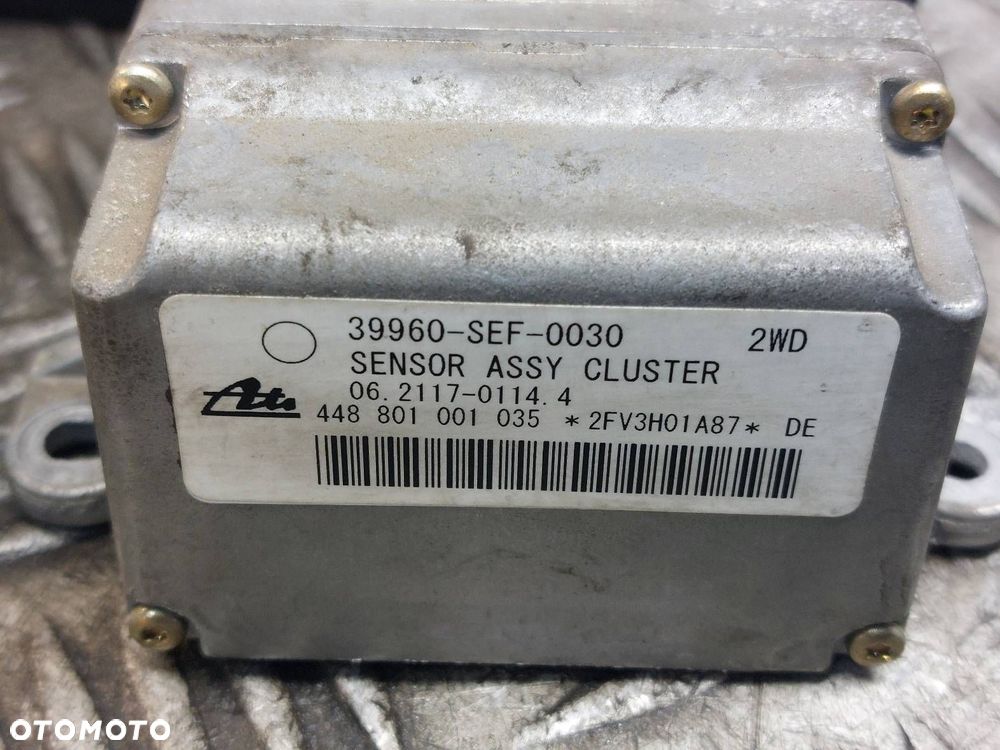 39960-SEF-0030 2WD
SENSOR ASSY CLUSTER
06.2117-0114.4
Ate
448 801 001 035 *2FV3H01A87* DE
OTOMOTO